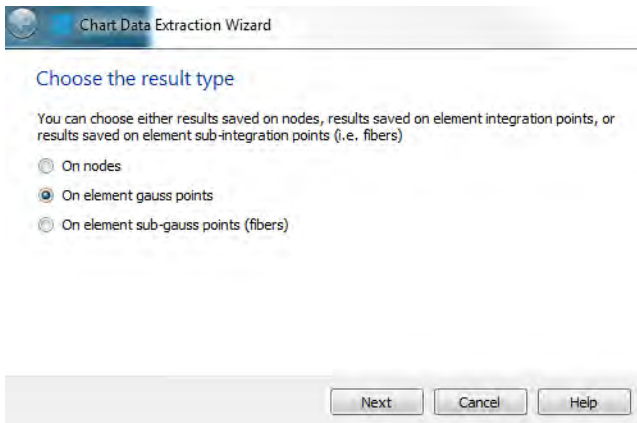 Chart Data Extraction Wizard
Choose the result type
You can choose either results saved on nodes, results saved on element integration points, or
results saved on element sub-integration points (i.e. fibers)
On nodes
On element gauss points
On element sub-gauss points (fibers)
Next Cancel Help